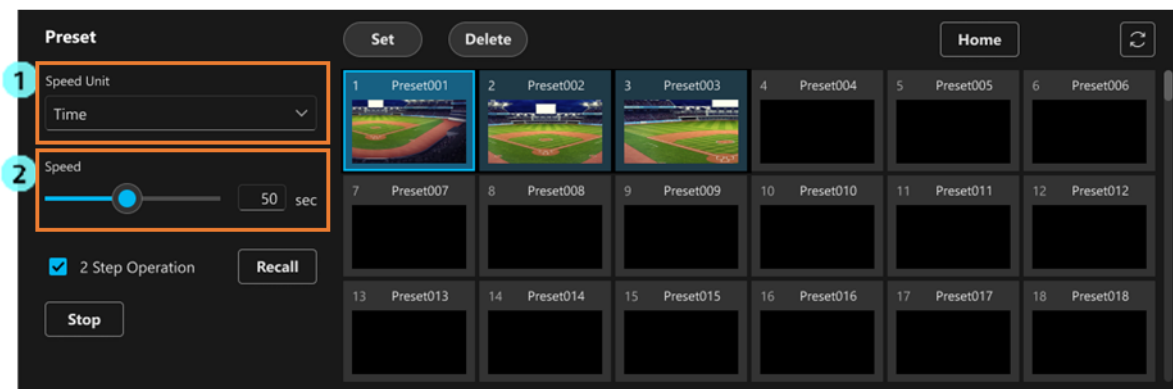 Preset
Set
Delete
Home
1
Speed Unit
Time
2
Speed
50 sec
2 Step Operation
Recall
Stop
1 Preset001
2 Preset002
3 Preset003
4 Preset004
5 Preset005
6 Preset006
7 Preset007
8 Preset008
9 Preset009
10 Preset010
11 Preset011
12 Preset012
13 Preset013
14 Preset014
15 Preset015
16 Preset016
17 Preset017
18 Preset018